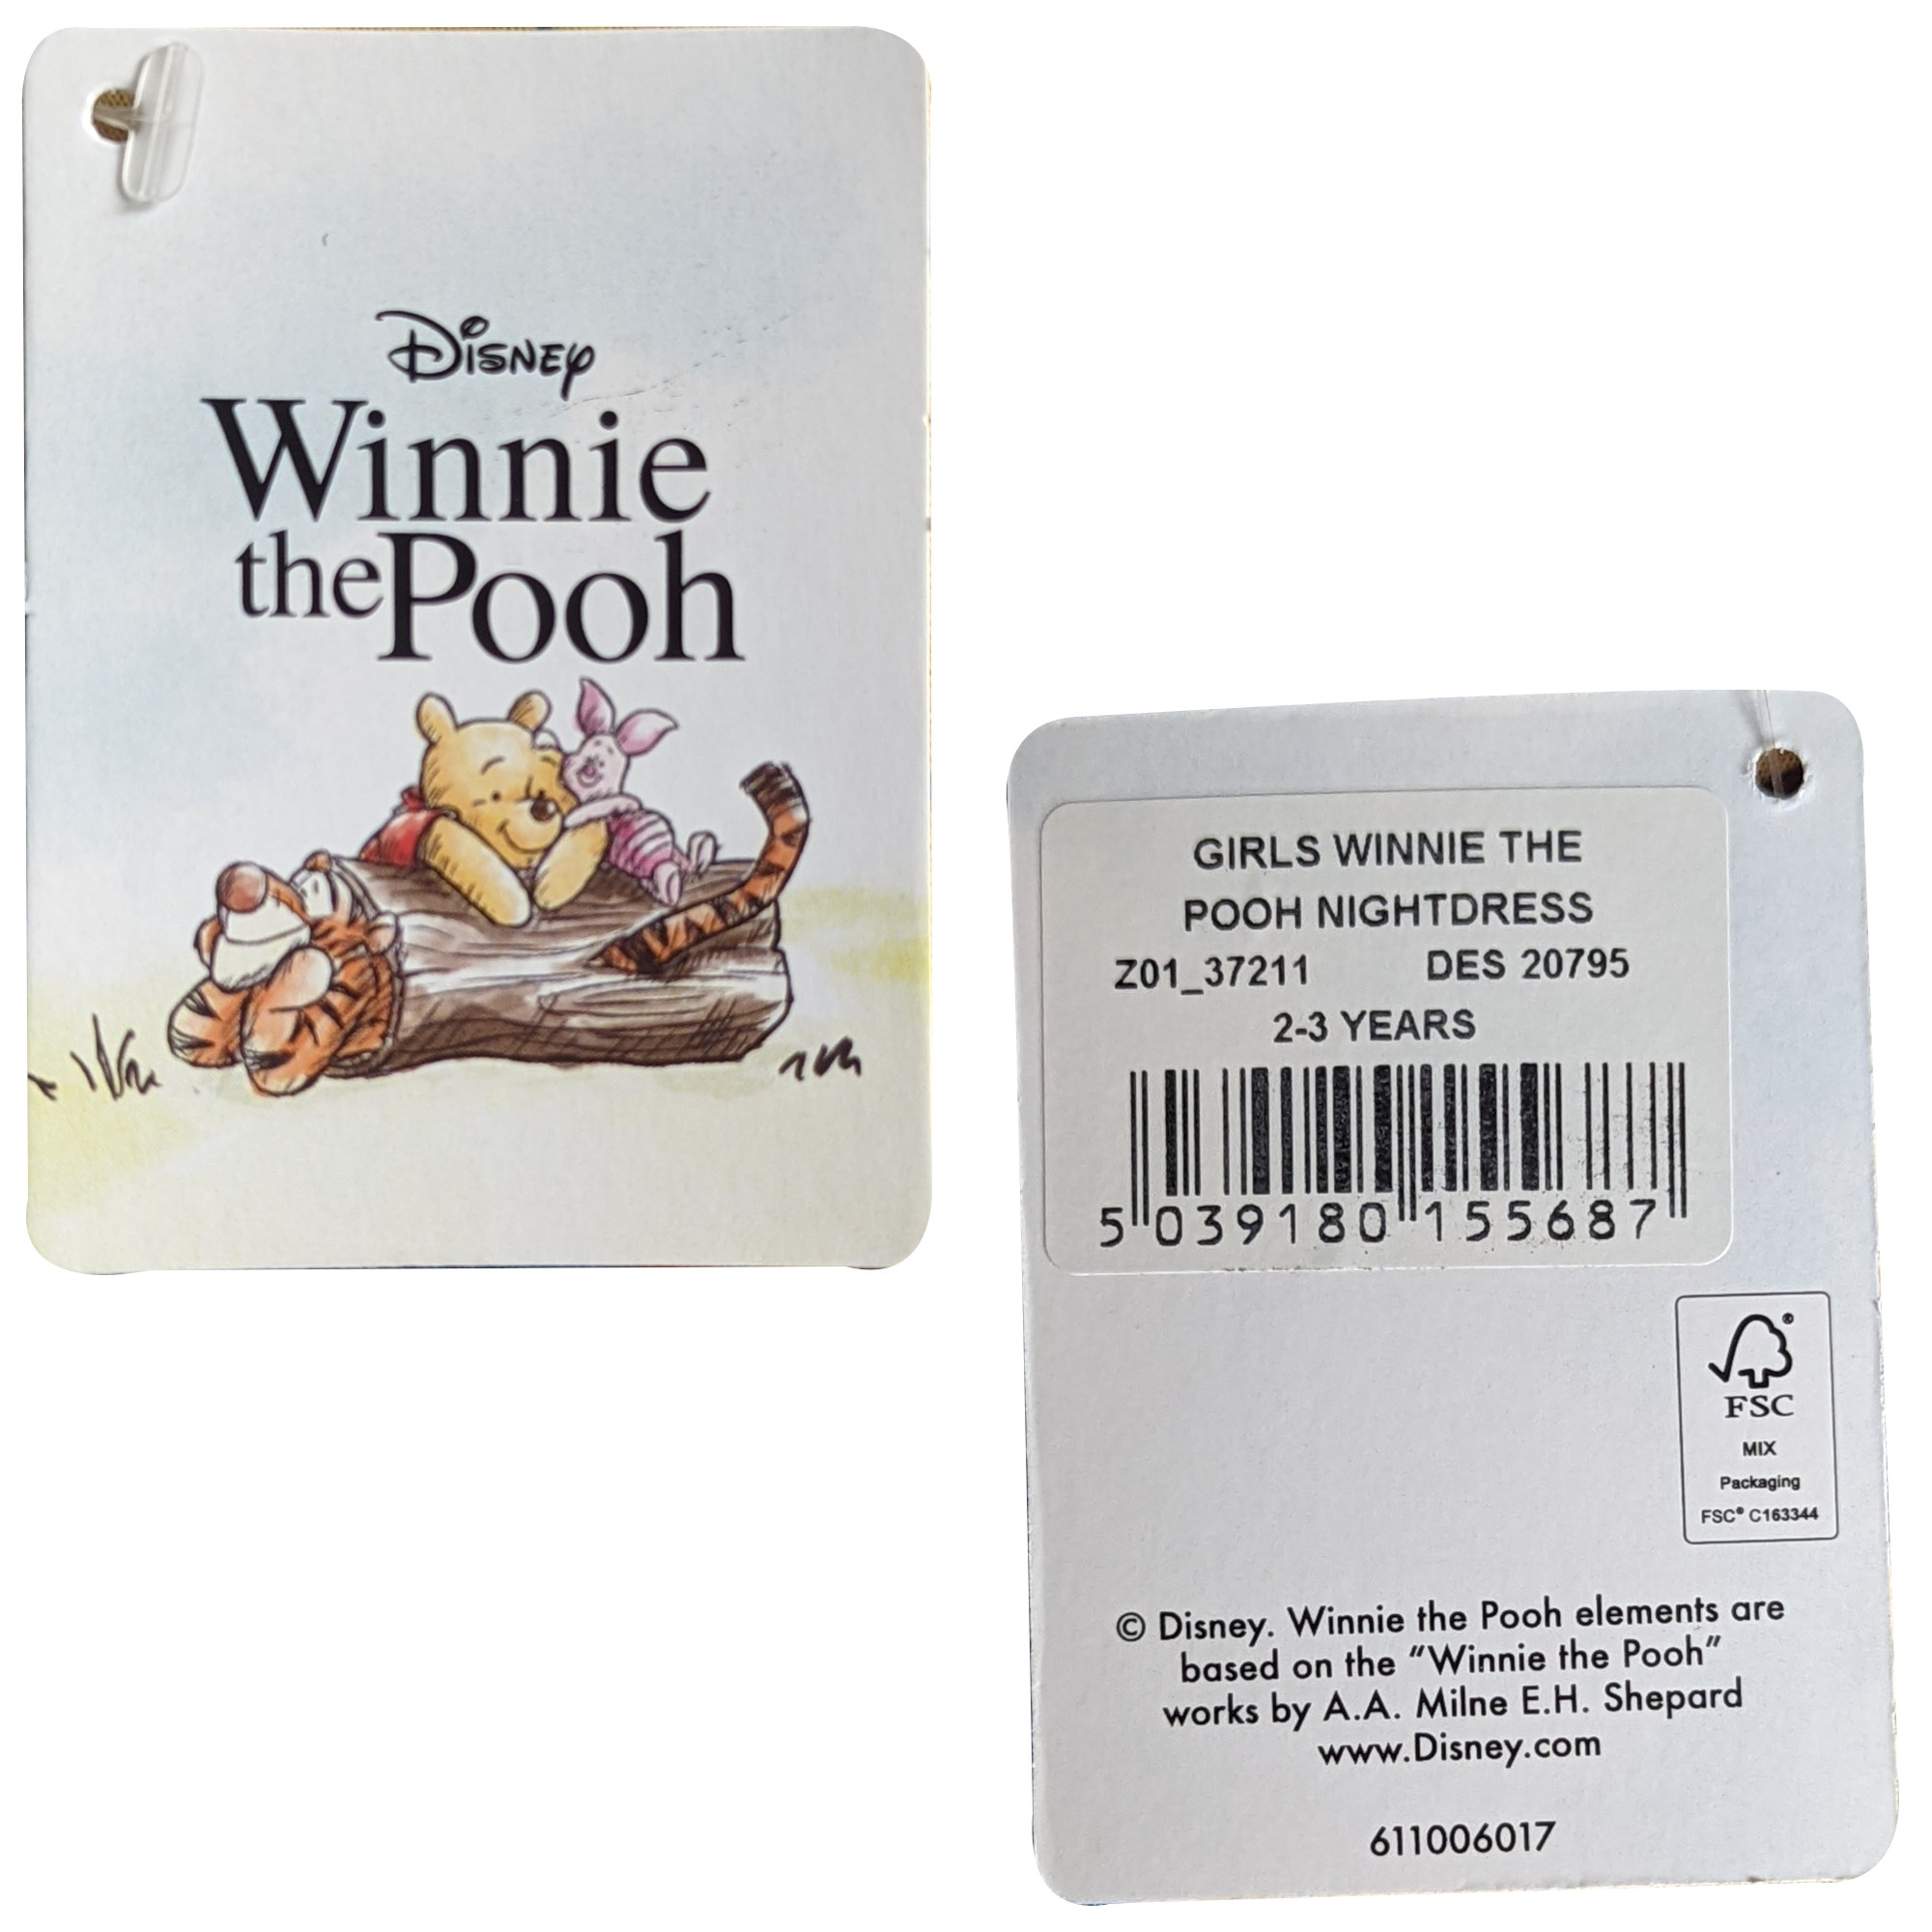 Disney
Winnie
the Pooh
GIRLS WINNIE THE
POOH NIGHTDRESS
Z01_37211 DES 20795
2-3 YEARS
5 039180 155687
®
FSC
MIX
Packaging
FSC® C163344
© Disney. Winnie the Pooh elements are
based on the "Winnie the Pooh"
works by A.A. Milne E.H. Shepard
www.Disney.com
611006017